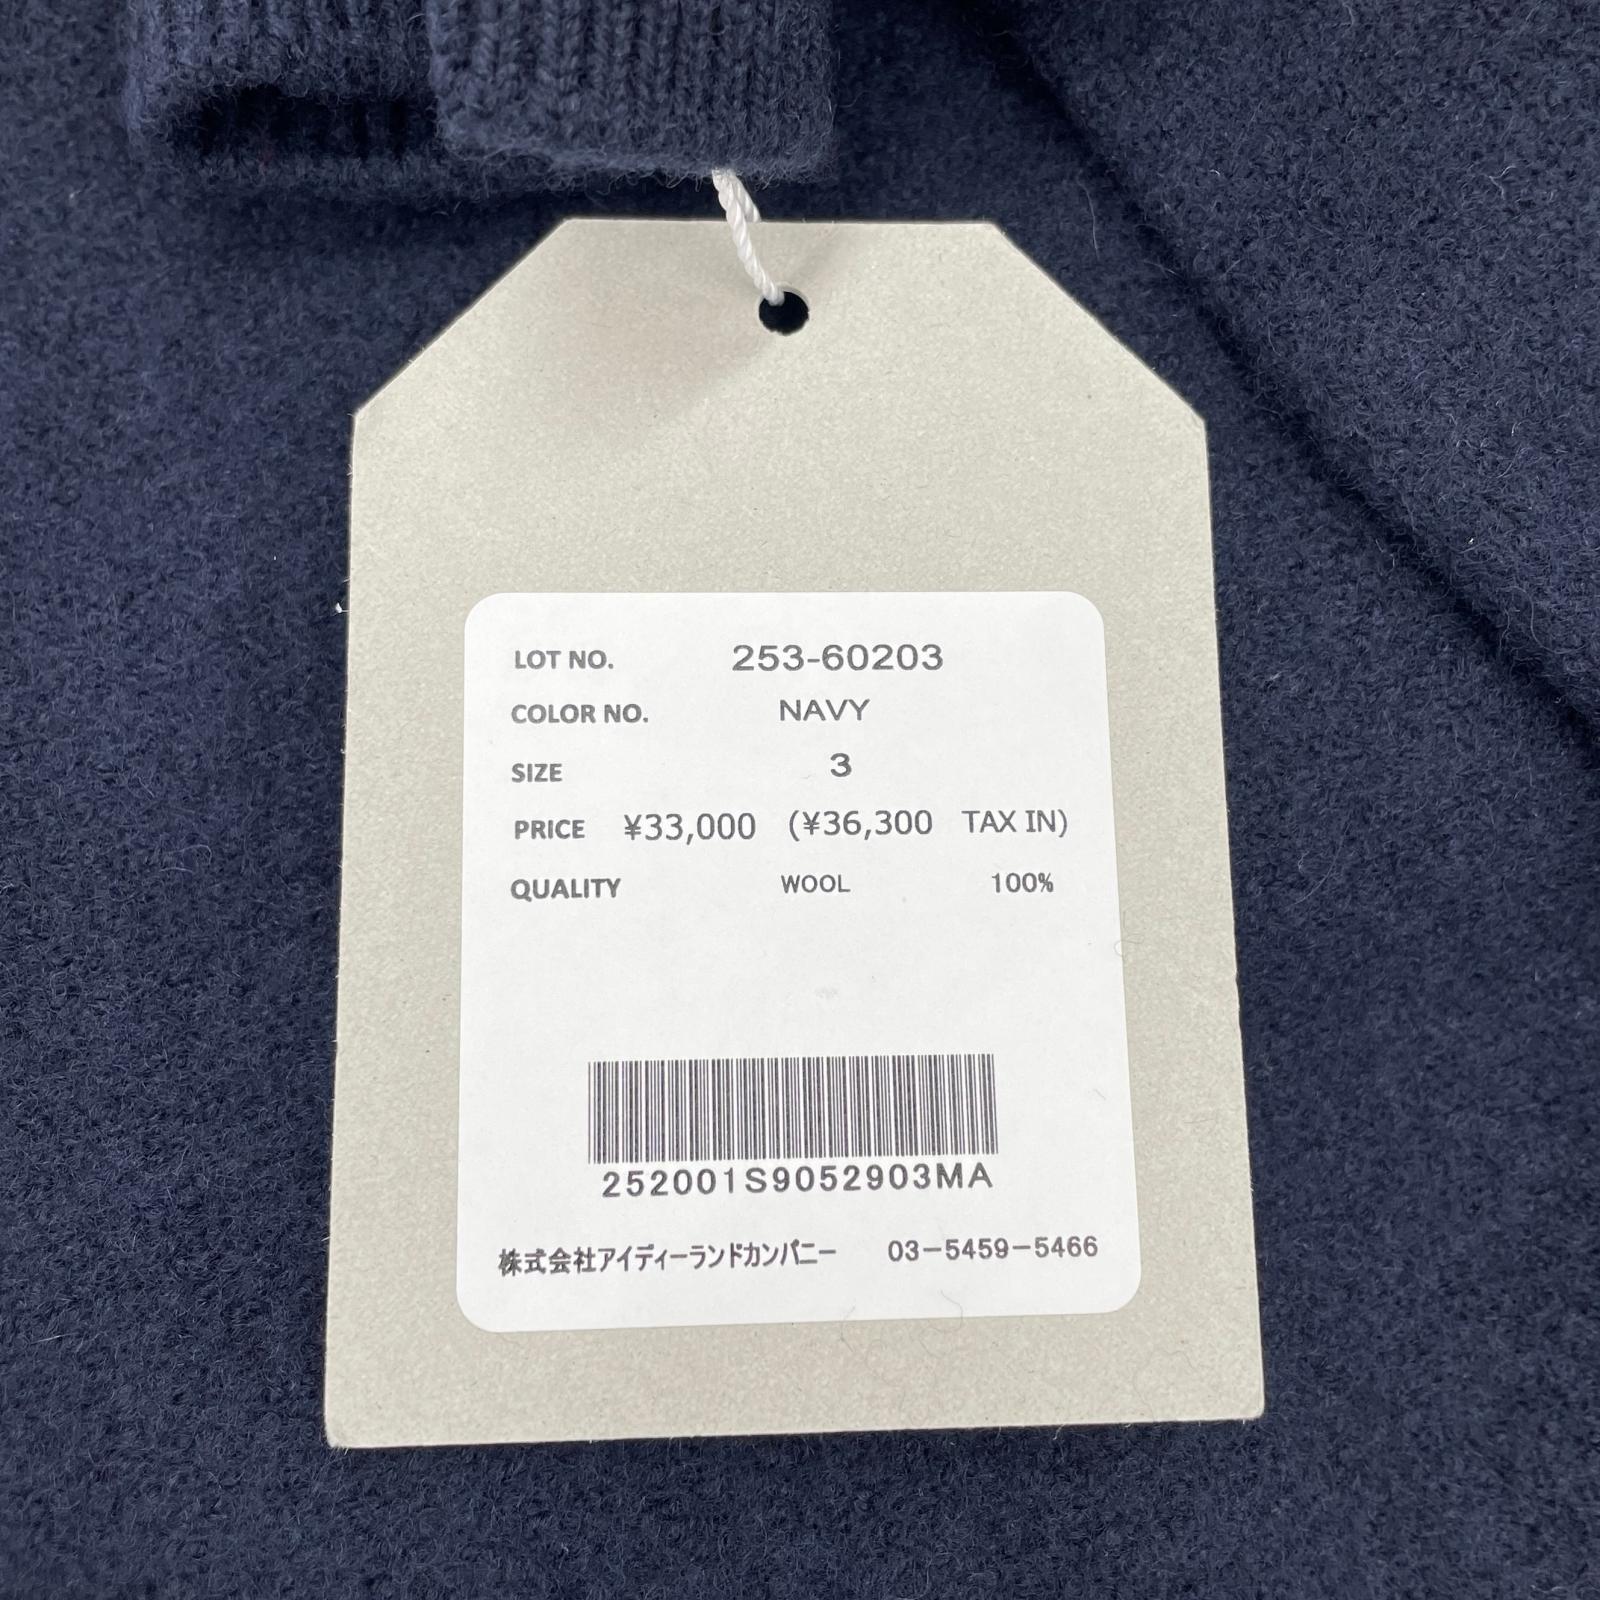 LOT NO. 253-60203
COLOR NO. NAVY
SIZE 3
PRICE ¥33,000 (¥36,300 TAX IN)
QUALITY WOOL 100%
252001S9052903MA
株式会社アイディーランドカンパニー 03-5459-5466